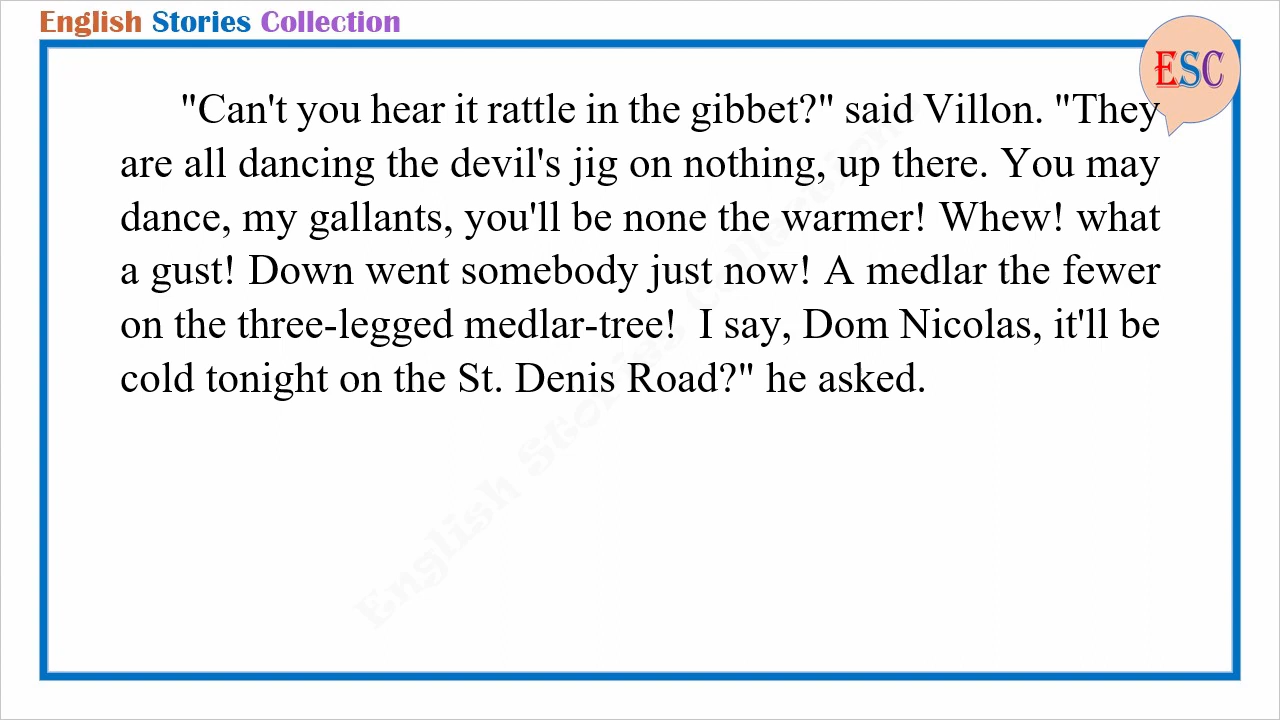 English Stories Collection
ESC
"Can't you hear it rattle in the gibbet?" said Villon. "They
are all dancing the devil's jig on nothing, up there. You may
dance, my gallants, you'll be none the warmer! Whew! what
a gust! Down went somebody just now! A medlar the fewer
on the three-legged medlar-tree!  I say, Dom Nicolas, it'll be
cold tonight on the St. Denis Road?" he asked.
English Stories Collection